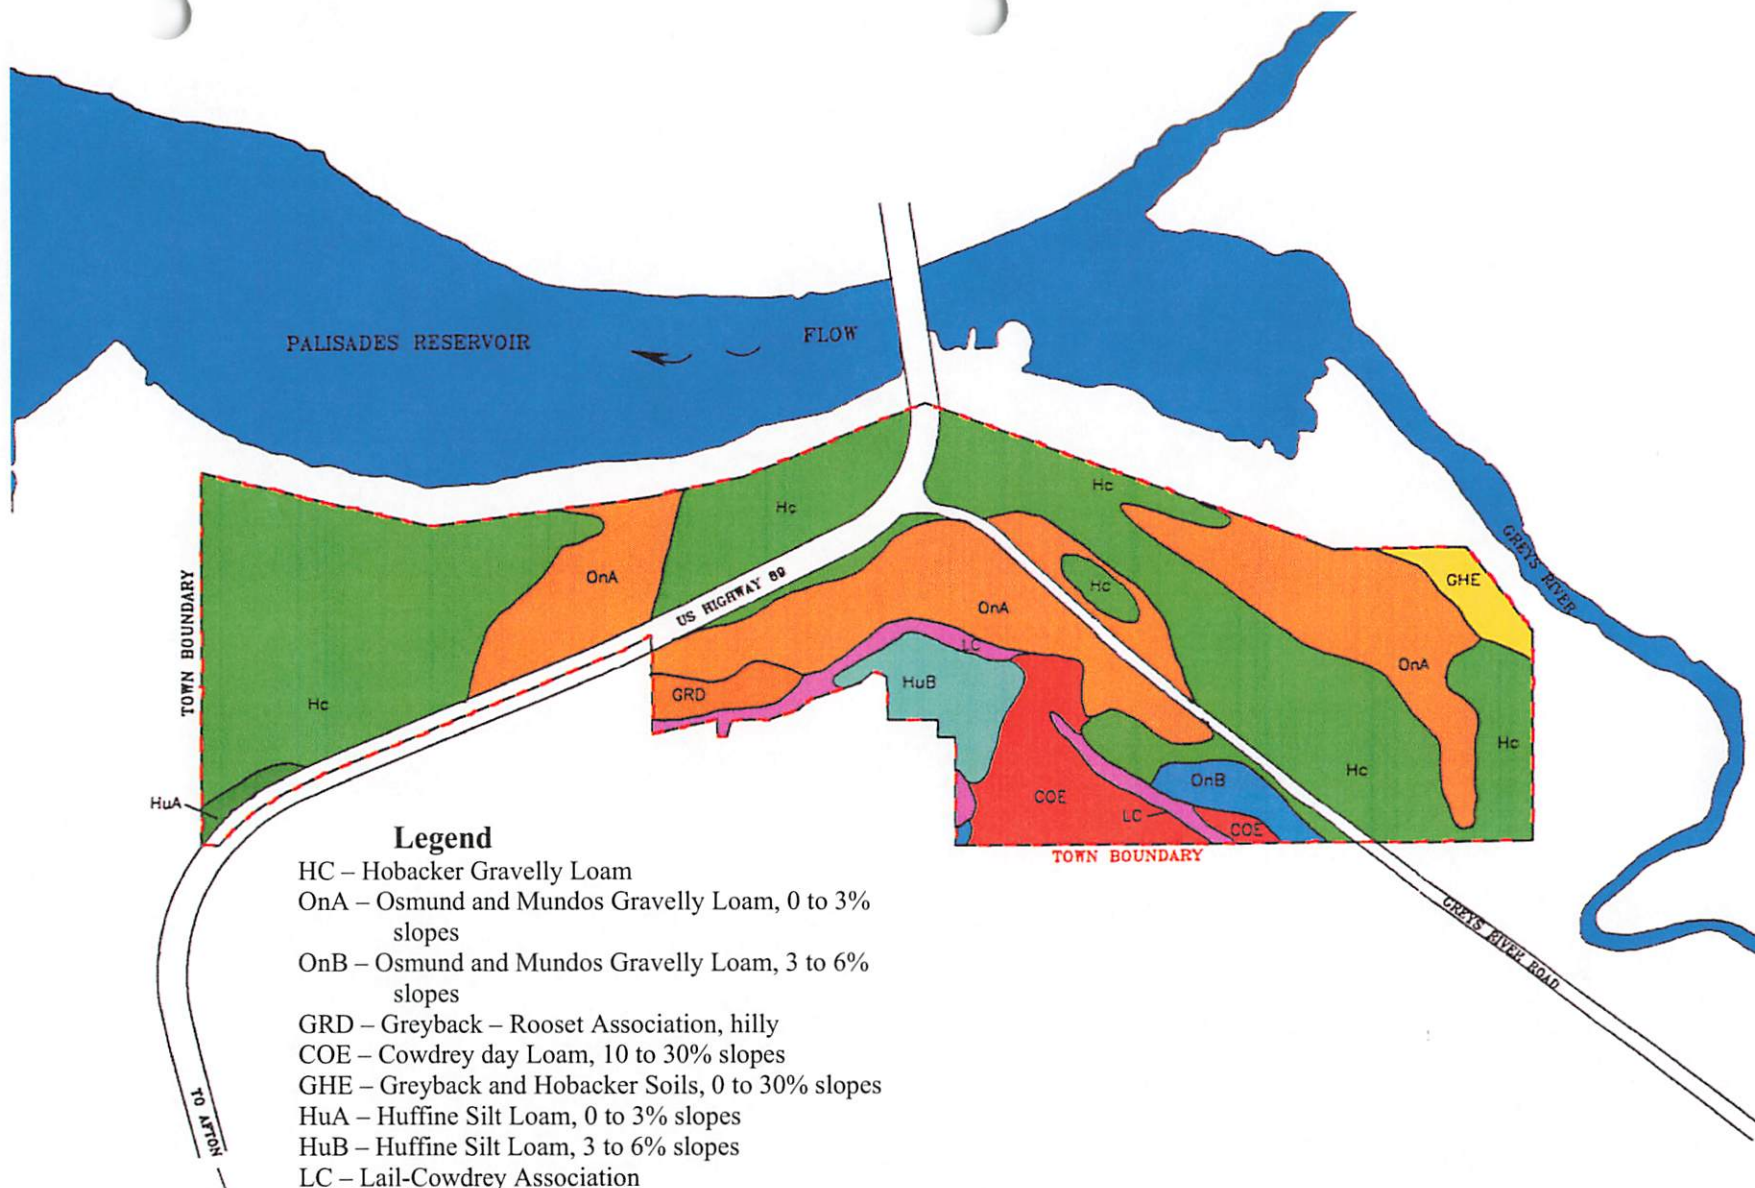 PALISADES RESERVOIR
FLOW
Hc
Hc
GREYS RIVER
GHE
OnA
Hc
US HIGHWAY 89
OnA
TOWN BOUNDARY
LC
OnA
HuB
GRD
Hc
Hc
Hc
OnB
COE
HuA
LC
COE
TOWN BOUNDARY
Legend
HC – Hobacker Gravelly Loam
OnA – Osmund and Mundos Gravelly Loam, 0 to 3%
slopes
OnB – Osmund and Mundos Gravelly Loam, 3 to 6%
slopes
GRD – Greyback – Rooset Association, hilly
COE – Cowdrey day Loam, 10 to 30% slopes
GHE – Greyback and Hobacker Soils, 0 to 30% slopes
HuA – Huffine Silt Loam, 0 to 3% slopes
HuB – Huffine Silt Loam, 3 to 6% slopes
LC – Lail-Cowdrey Association
GREYS RIVER ROAD
TO AFTON